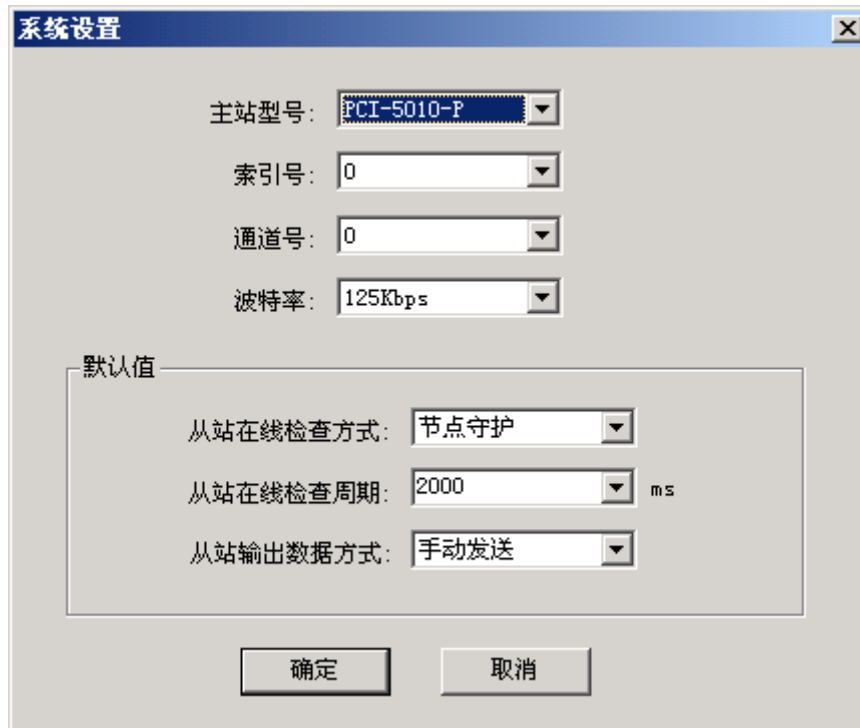 系统设置
主站型号: PCI-5010-P
索引号: 0
通道号: 0
波特率: 125Kbps
默认值
从站在线检查方式: 节点守护
从站在线检查周期: 2000 ms
从站输出数据方式: 手动发送
确定 取消